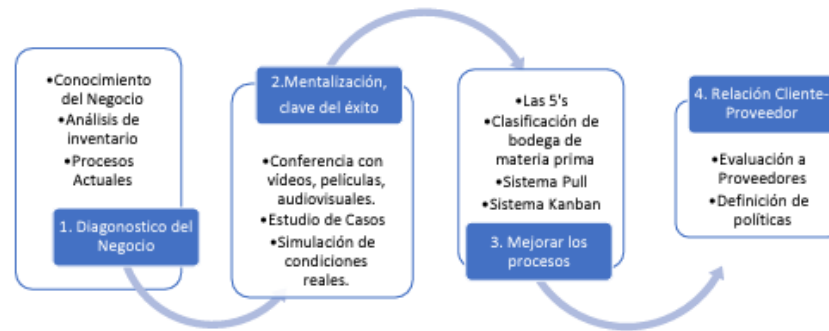 •Conocimiento
del Negocio
•Análisis de
inventario
•Procesos
Actuales
1. Diagonostico del
Negocio
2.Mentalización,
clave del éxito
•Conferencia con
vídeos, películas,
audiovisuales.
•Estudio de Casos
•Simulación de
condiciones
reales.
•Las 5's
•Clasificación de
bodega de
materia prima
•Sistema Pull
•Sistema Kanban
3. Mejorar los
procesos
4. Relación Cliente-
Proveedor
•Evaluación a
Proveedores
•Definición de
políticas